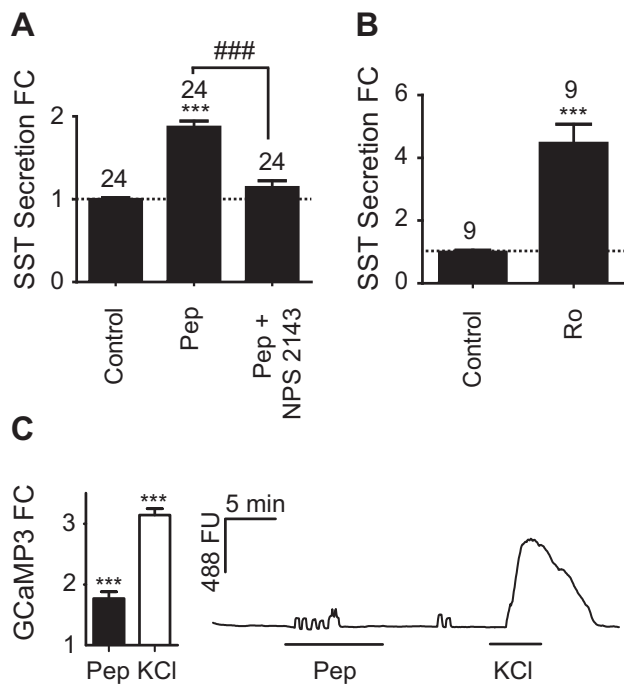 A
SST Secretion FC
2
1
0
24
24
***
###
24
Control
Pep
Pep +
NPS 2143
B
SST Secretion FC
6
4
2
0
9
9
***
Control
Ro
C
GCaMP3 FC
3
2
1
***
***
Pep KCl
488 FU
5 min
Pep
KCl